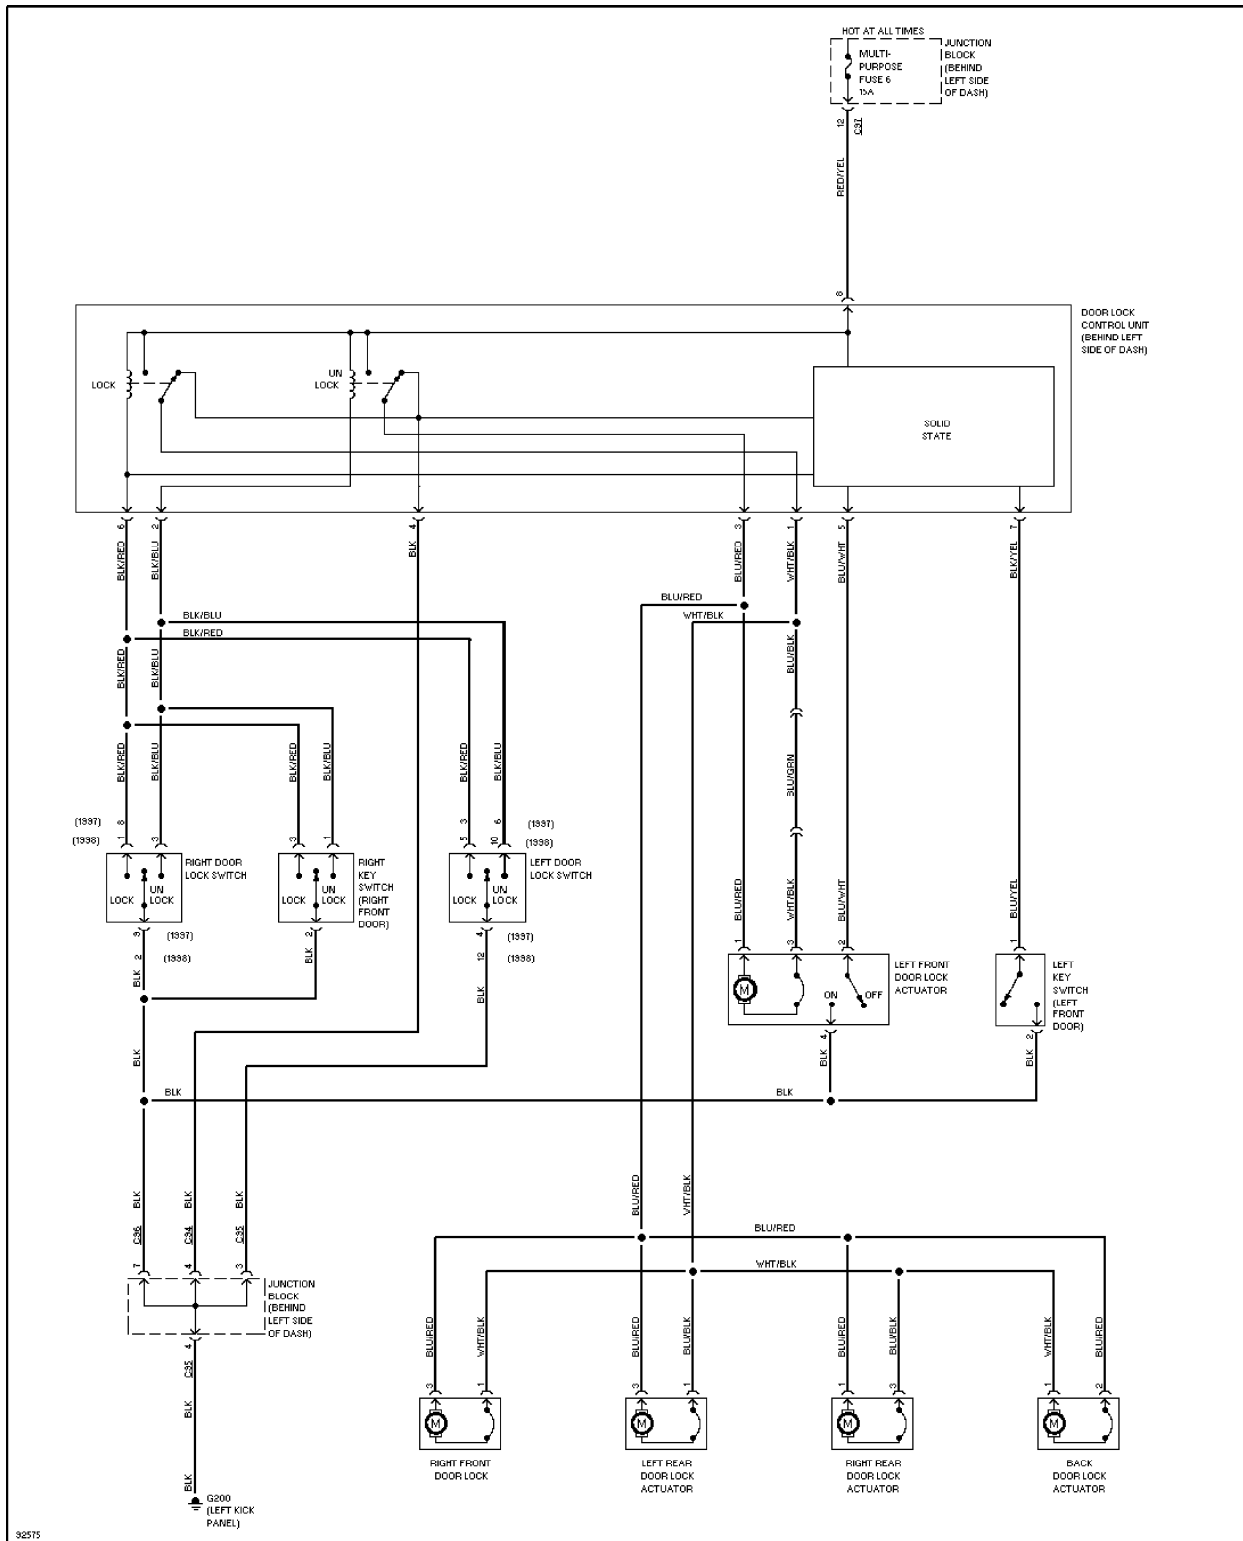 HOT AT ALL TIMES
MULTI-
PURPOSE
FUSE 6
15A
JUNCTION
BLOCK
(BEHIND
LEFT SIDE
OF DASH)
12
C97
RED/YEL
8
DOOR LOCK
CONTROL UNIT
(BEHIND LEFT
SIDE OF DASH)
LOCK
UN
LOCK
SOLID
STATE
6
2
4
3
1
5
7
BLK/RED
BLK/BLU
BLK
BLU/RED
WHT/BLK
BLU/WHT
BLK/YEL
BLK/BLU
BLK/RED
BLU/RED
WHT/BLK
BLK/RED
BLK/BLU
BLU/BLK
BLK/RED
BLK/BLU
BLK/RED
BLK/BLU
BLK/RED
BLK/BLU
BLU/GRN
(1997)
8
3
6
(1997)
(1998)
1
3
3
1
5
10
(1998)
RIGHT DOOR
LOCK SWITCH
LOCK
UN
LOCK
RIGHT
KEY
SWITCH
(RIGHT
FRONT
DOOR)
LOCK
UN
LOCK
LEFT DOOR
LOCK SWITCH
LOCK
UN
LOCK
BLU/RED
WHT/BLK
BLU/WHT
BLU/YEL
9
(1997)
2
(1998)
2
4
(1997)
12
(1998)
BLK
BLK
BLK
1
3
2
1
M
ON
OFF
LEFT FRONT
DOOR LOCK
ACTUATOR
LEFT
KEY
SWITCH
(LEFT
FRONT
DOOR)
4
2
BLK
BLK
BLK
BLK
BLK
BLK
BLK
BLK
C96
C94
C95
7
4
3
BLU/RED
WHT/BLK
BLU/RED
WHT/BLK
JUNCTION
BLOCK
(BEHIND
LEFT SIDE
OF DASH)
4
C95
BLK
BLK
G200
(LEFT KICK
PANEL)
BLU/RED
WHT/BLK
BLU/RED
BLU/BLK
BLU/RED
WHT/BLK
WHT/BLK
BLU/RED
3
1
3
1
1
3
1
2
M
M
M
M
RIGHT FRONT
DOOR LOCK
LEFT REAR
DOOR LOCK
ACTUATOR
RIGHT REAR
DOOR LOCK
ACTUATOR
BACK
DOOR LOCK
ACTUATOR
92575